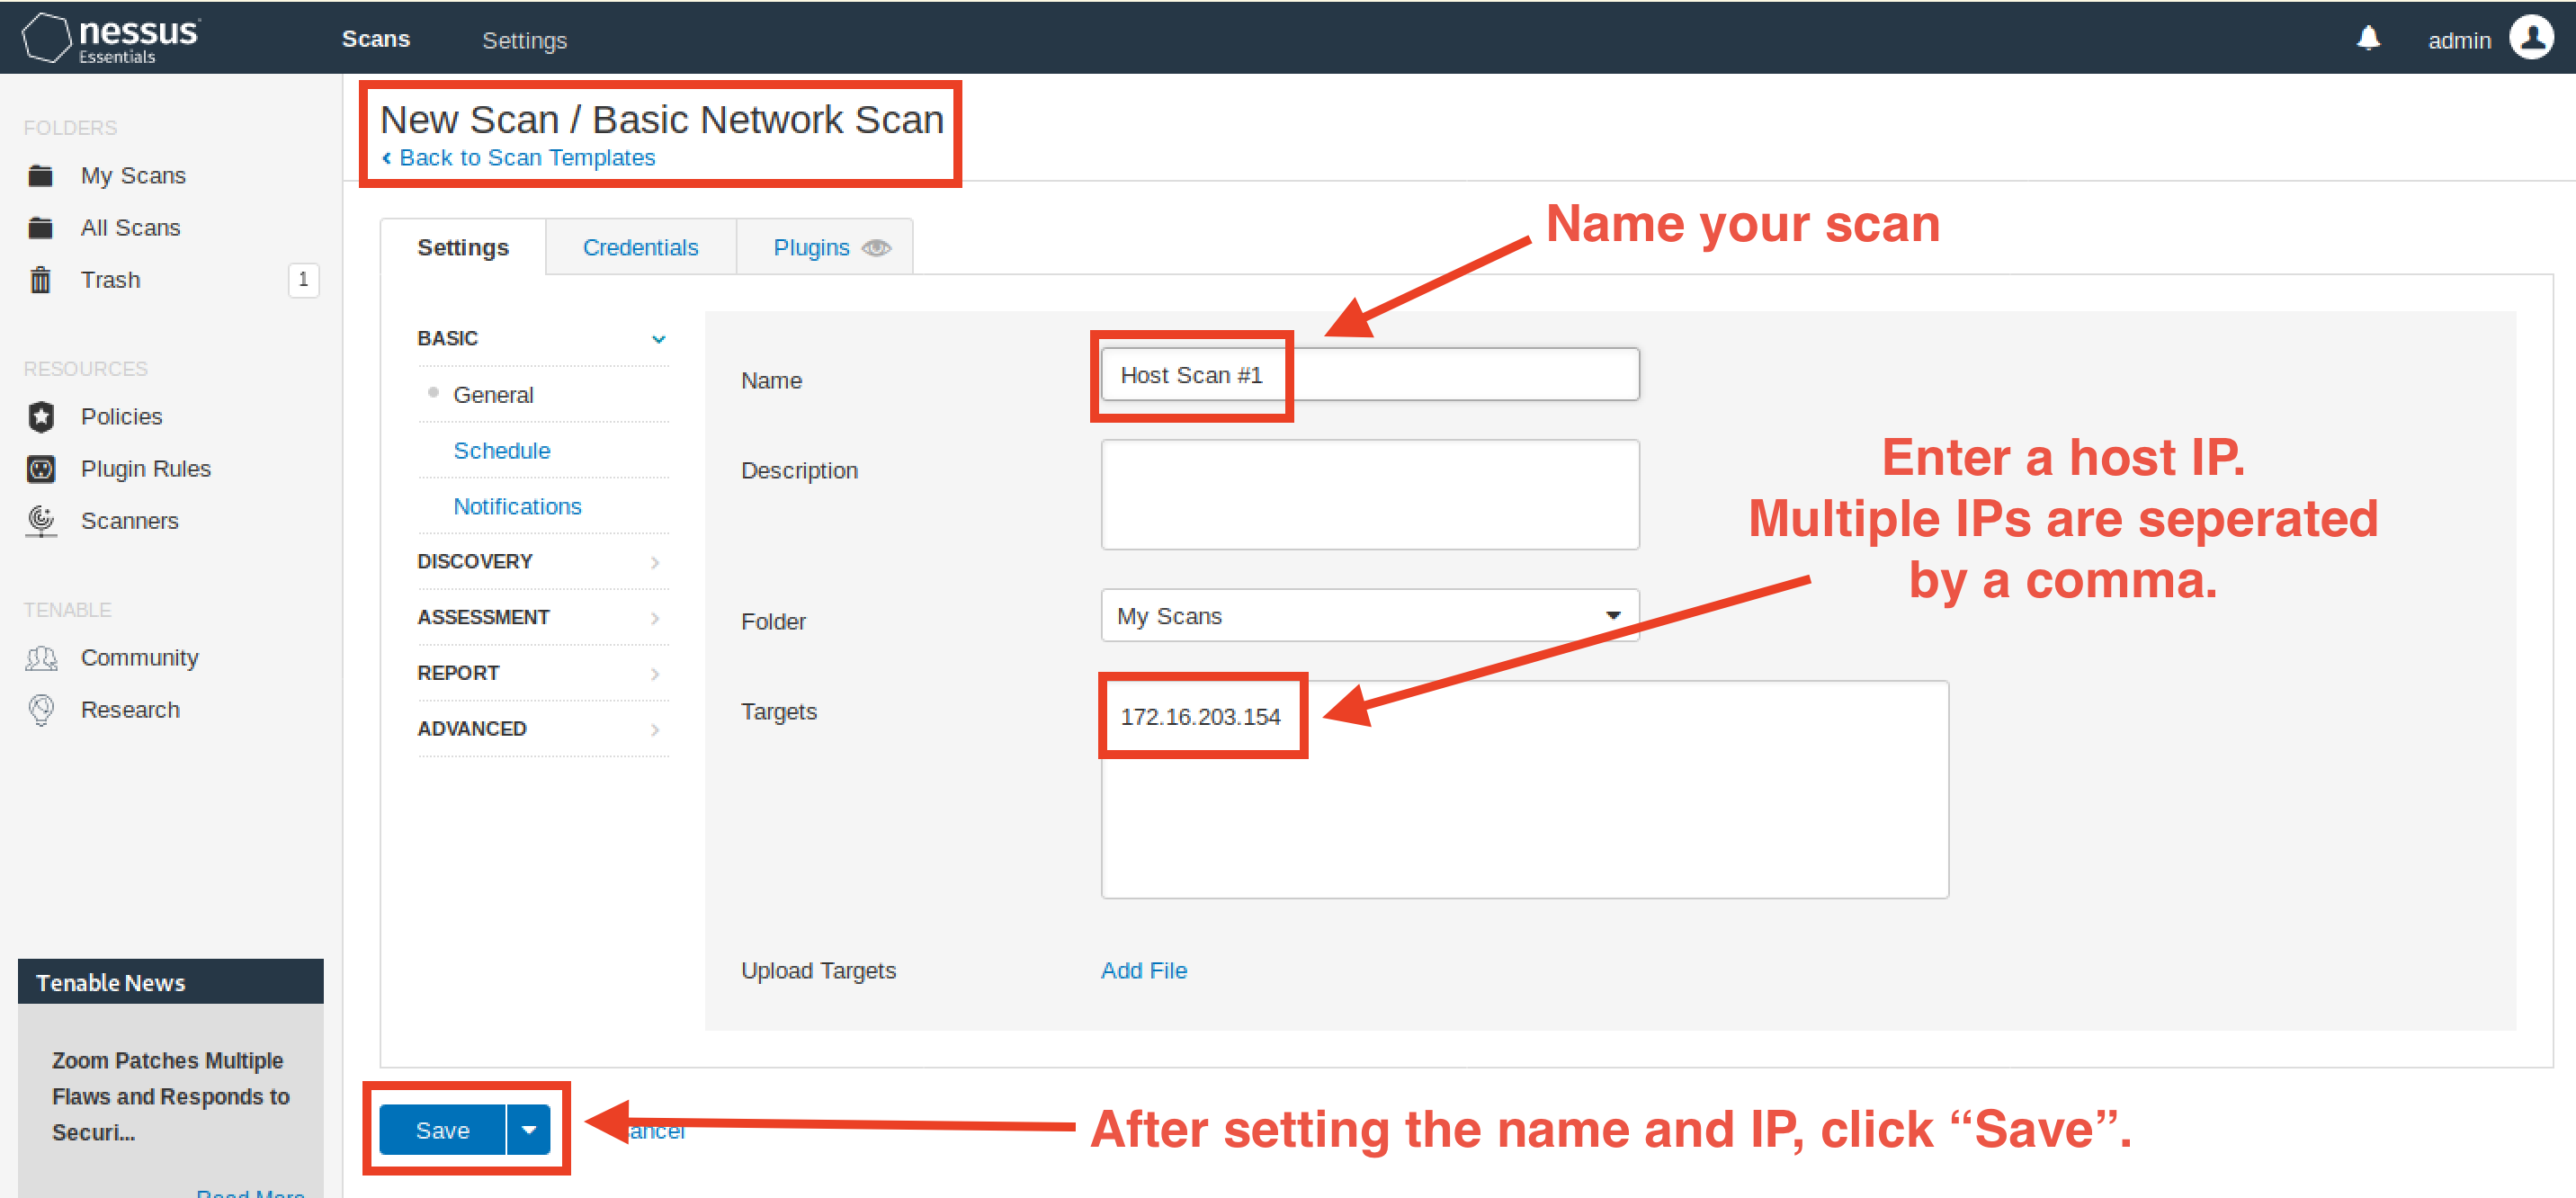 nessus
Essentials
Scans
Settings
admin
FOLDERS
My Scans
All Scans
Trash
1
RESOURCES
Policies
Plugin Rules
Scanners
TENABLE
Community
Research
Tenable News
Zoom Patches Multiple
Flaws and Responds to
Securi...
Read More
New Scan / Basic Network Scan
Back to Scan Templates
Settings
Credentials
Plugins
BASIC
General
Schedule
Notifications
DISCOVERY
ASSESSMENT
REPORT
ADVANCED
Name your scan
Name
Host Scan #1
Description
Enter a host IP.
Multiple IPs are seperated
by a comma.
Folder
My Scans
Targets
172.16.203.154
Upload Targets
Add File
Save
ancel
After setting the name and IP, click “Save”.